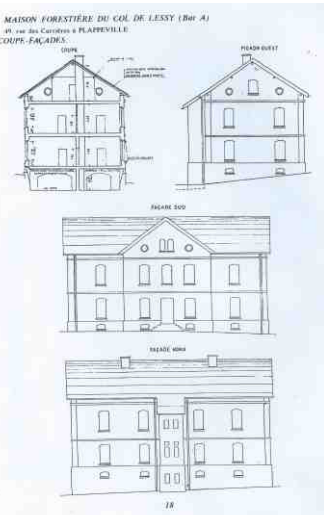 MAISON FORESTIÈRE DU COL DE LESSY (Bat A)
49, rue des Carrières à PLAPPEVILLE
COUPE-FAÇADES.
COUPE
PIGNON OUEST
FAÇADE SUD
FAÇADE NORD
18